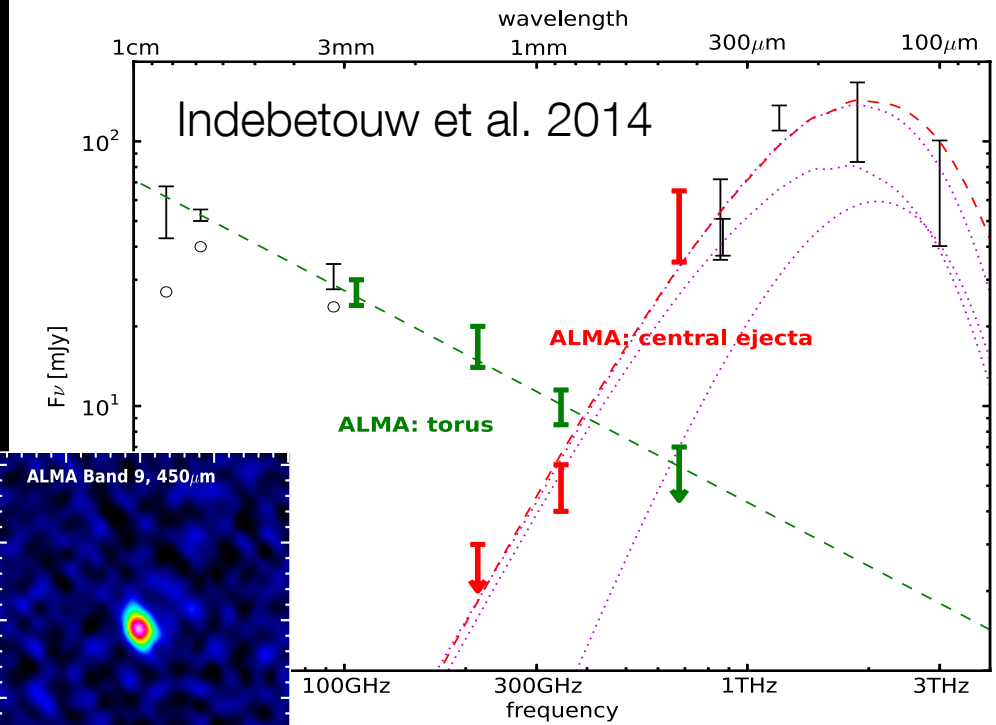 wavelength
1cm 3mm 1mm 300μm 100μm
Indebetouw et al. 2014
10²
Fν [mJy]
ALMA: central ejecta
10¹
ALMA: torus
ALMA Band 9, 450μm
100GHz 300GHz 1THz 3THz
frequency